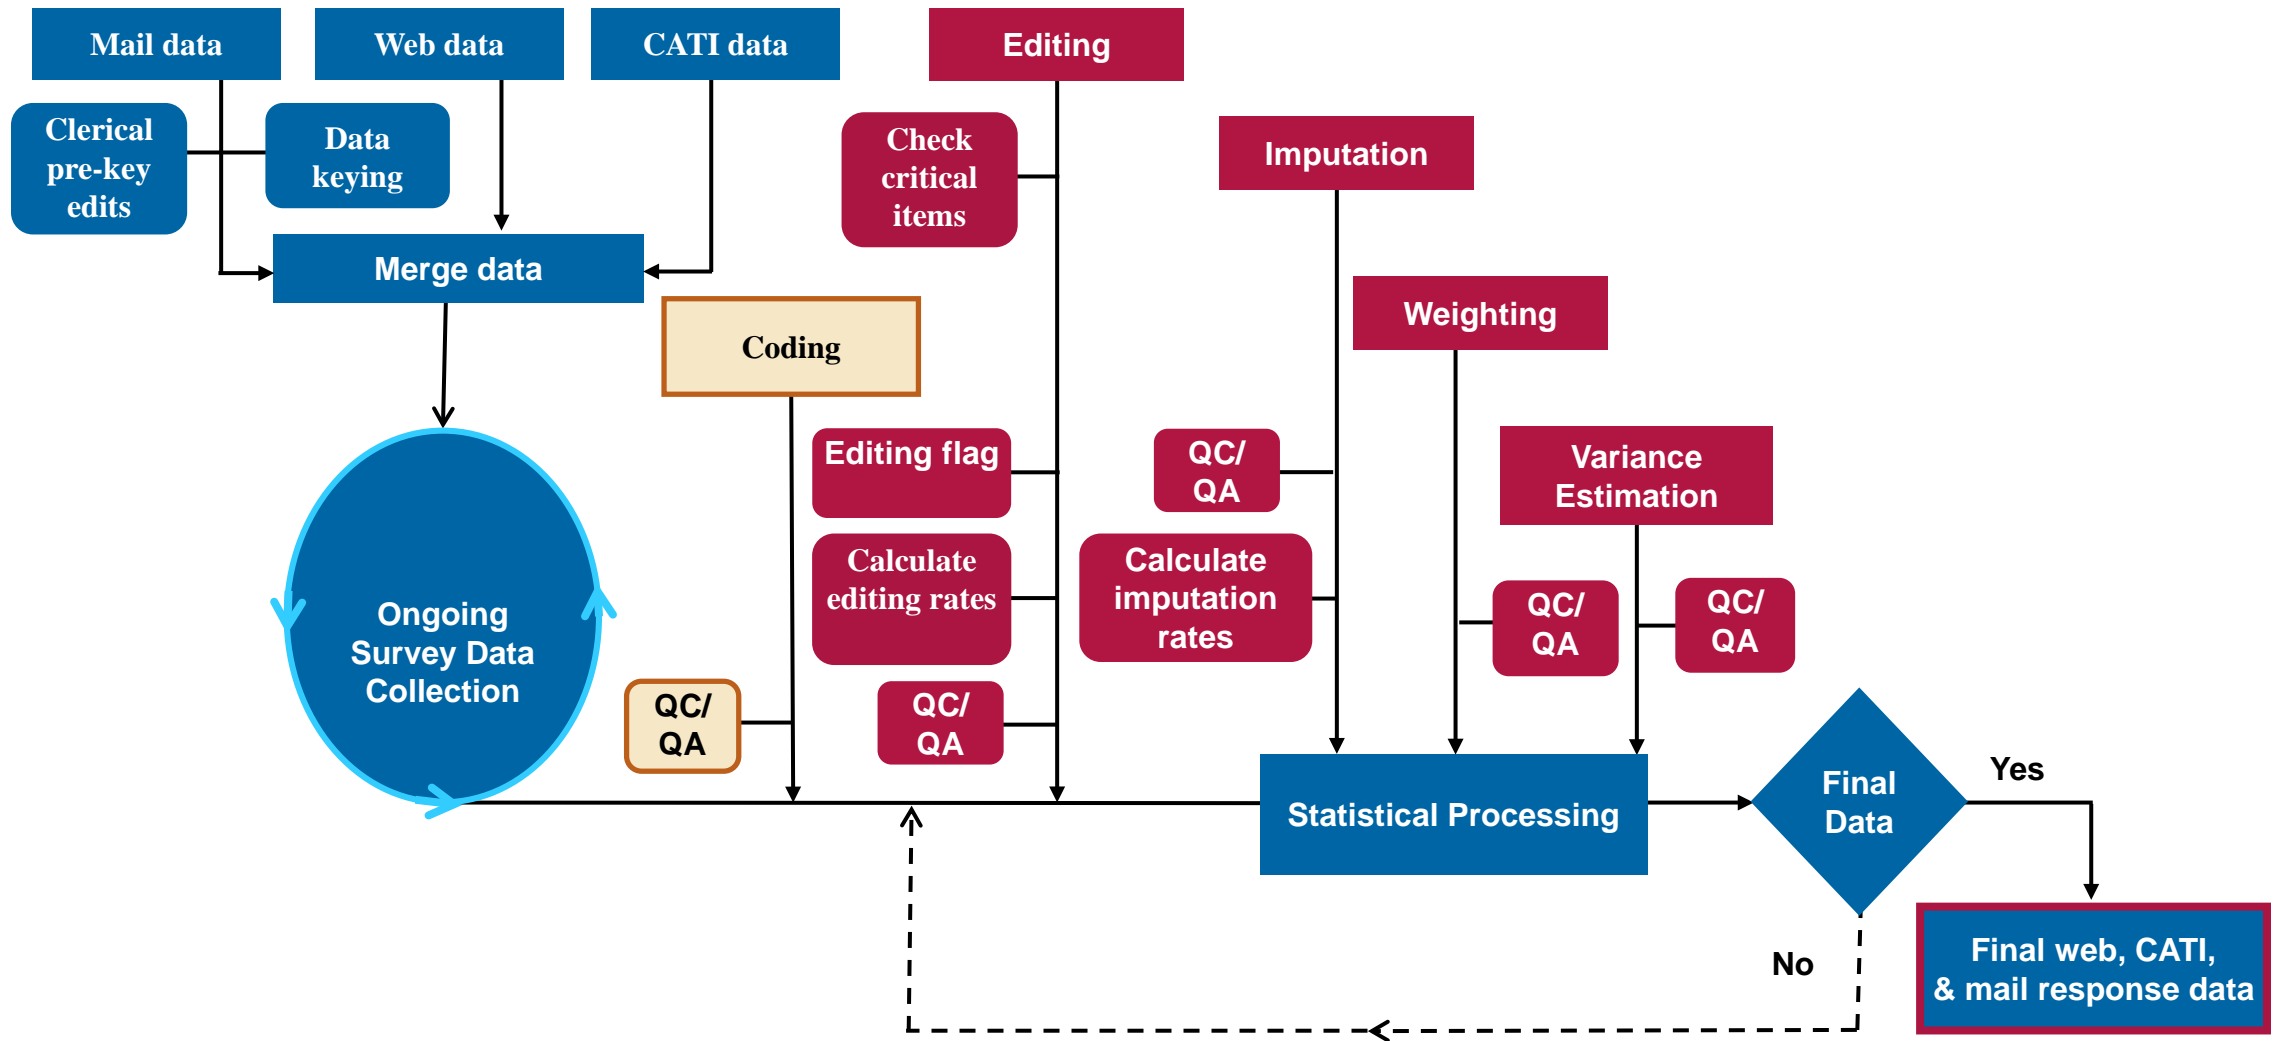 Mail data
Web data
CATI data
Editing
Clerical
pre-key
edits
Data
keying
Check
critical
items
Imputation
Merge data
Weighting
Coding
Editing flag
QC/
QA
Variance
Estimation
Calculate
editing rates
Calculate
imputation
rates
QC/
QA
QC/
QA
Ongoing
Survey Data
Collection
QC/
QA
QC/
QA
Statistical Processing
Final
Data
Yes
No
Final web, CATI,
& mail response data